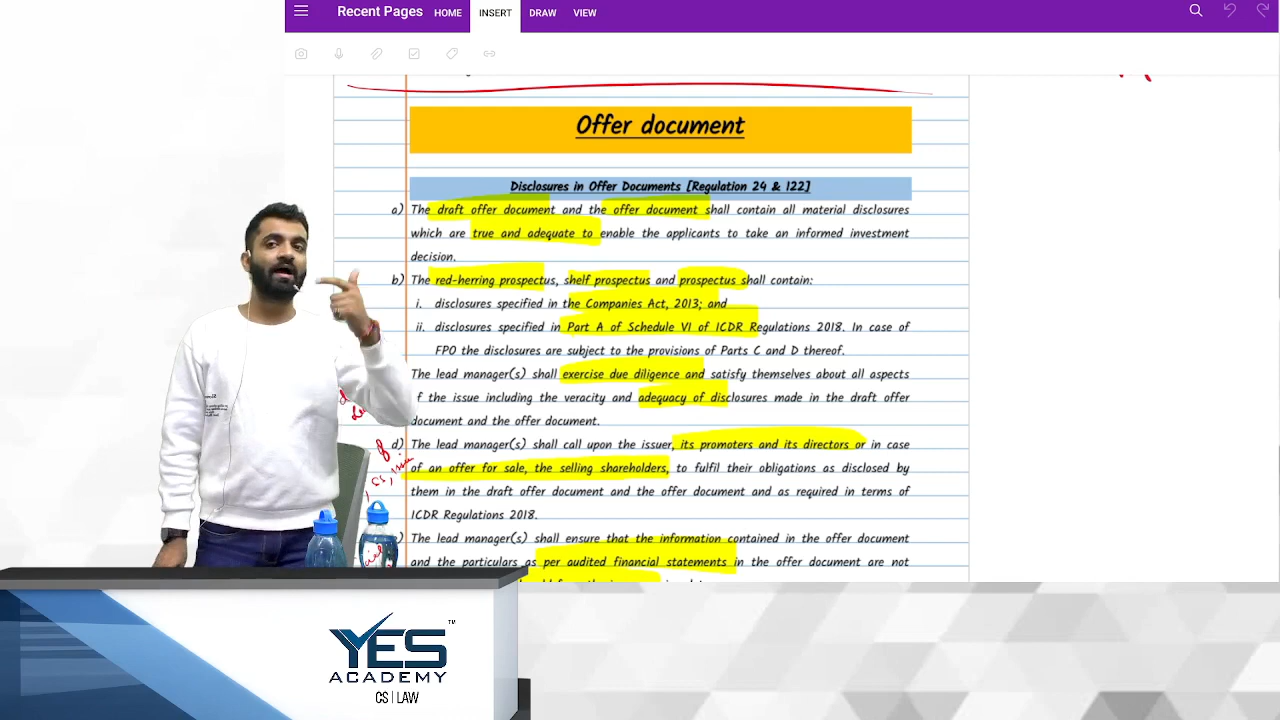 Recent Pages HOME INSERT DRAW VIEW
Offer document
Disclosures in Offer Documents [Regulation 24 & 122]
a) The draft offer document and the offer document shall contain all material disclosures
which are true and adequate to enable the applicants to take an informed investment
decision.
b) The red-herring prospectus, shelf prospectus and prospectus shall contain:
i. disclosures specified in the Companies Act, 2013; and
ii. disclosures specified in Part A of Schedule VI of ICDR Regulations 2018. In case of
FPO the disclosures are subject to the provisions of Parts C and D thereof.
The lead manager(s) shall exercise due diligence and satisfy themselves about all aspects
f the issue including the veracity and adequacy of disclosures made in the draft offer
document and the offer document.
d) The lead manager(s) shall call upon the issuer, its promoters and its directors or in case
of an offer for sale, the selling shareholders, to fulfil their obligations as disclosed by
them in the draft offer document and the offer document and as required in terms of
ICDR Regulations 2018.
) The lead manager(s) shall ensure that the information contained in the offer document
and the particulars as per audited financial statements in the offer document are not
YES
ACADEMY
CS | LAW
TM